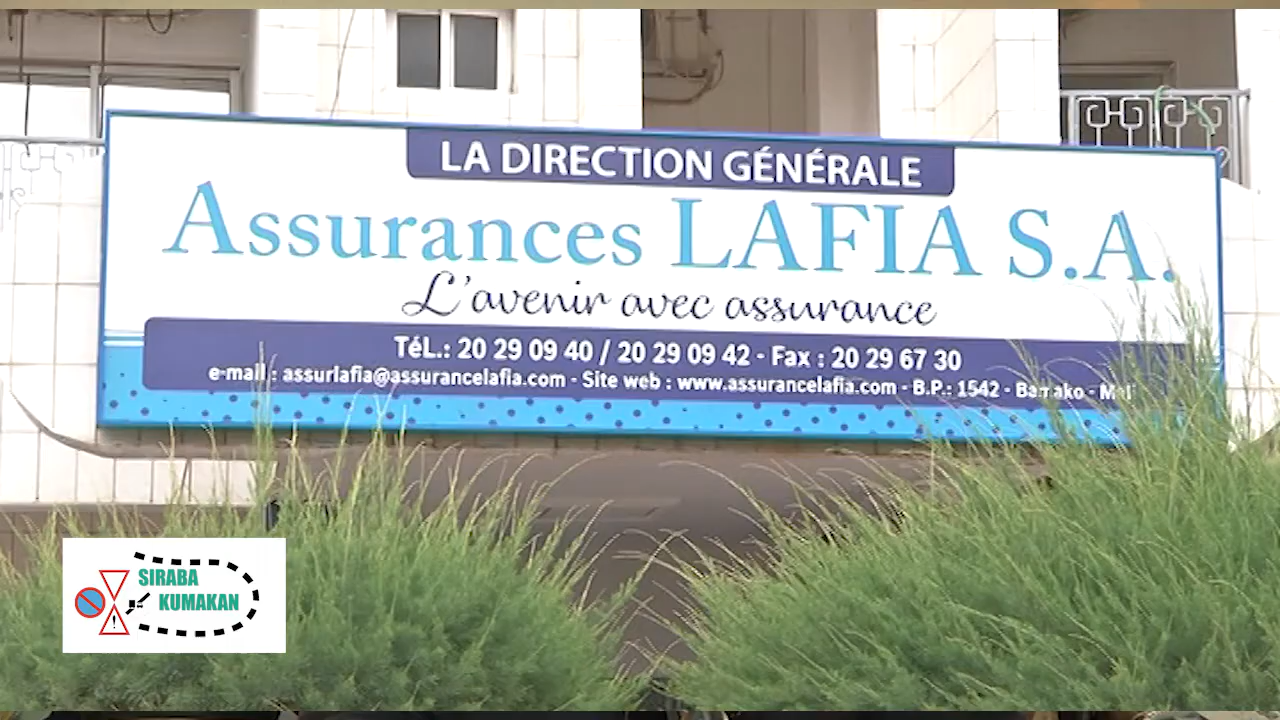 LA DIRECTION GÉNÉRALE
Assurances LAFIA S.A.
L'avenir avec assurance
TéL.: 20 29 09 40 / 20 29 09 42 - Fax : 20 29 67 30
e-mail : assurlafia@assurancelafia.com - Site web : www.assurancelafia.com - B.P.: 1542 - Bamako - Mali
SIRABA
KUMAKAN